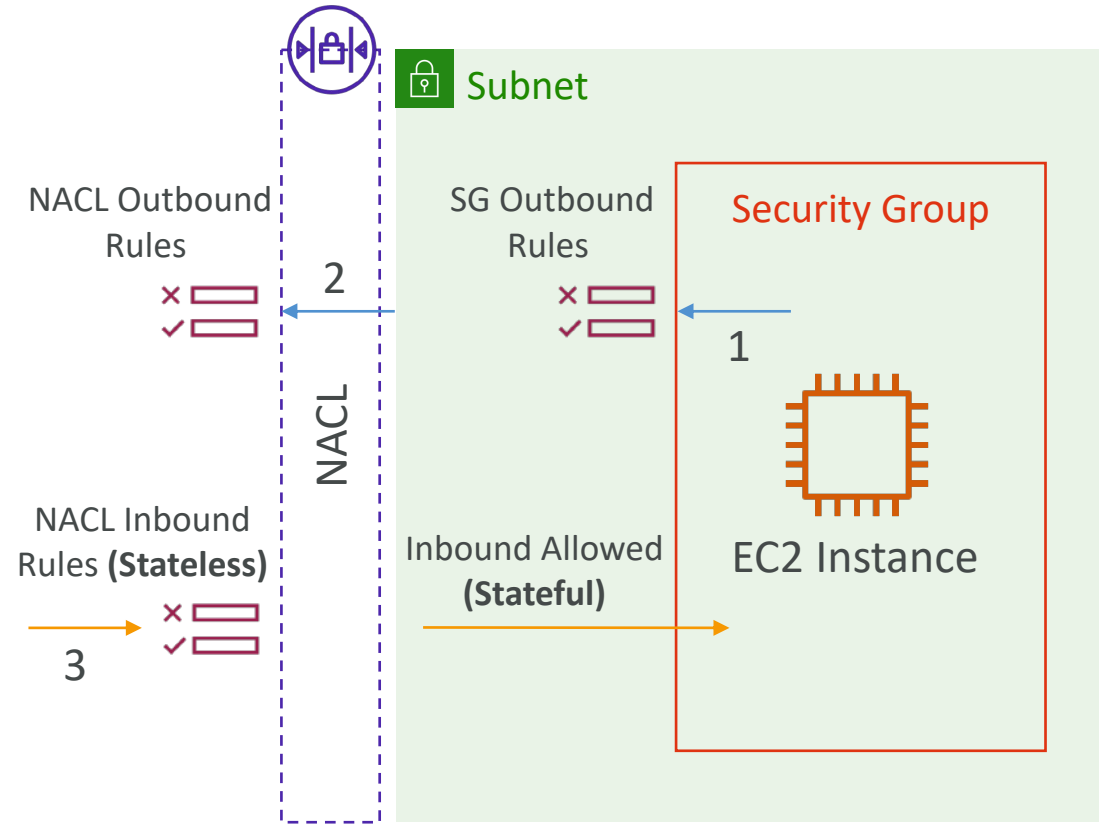 Subnet
NACL Outbound
Rules
SG Outbound
Rules
Security Group
2
1
NACL
NACL Inbound
Rules (Stateless)
Inbound Allowed
(Stateful)
EC2 Instance
3